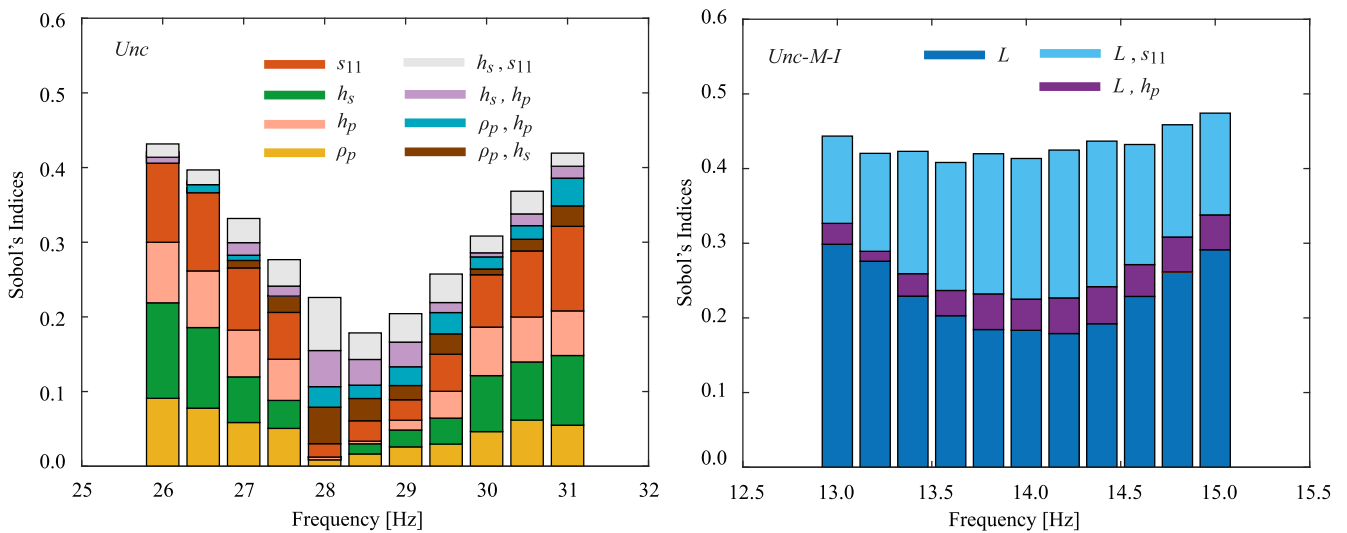 0.6
0.5
0.4
0.3
0.2
0.1
0.0
Sobol's Indices
Unc
s11
hs
hp
ρp
hs , s11
hs , hp
ρp , hp
ρp , hs
25 26 27 28 29 30 31 32
Frequency [Hz]
0.6
0.5
0.4
0.3
0.2
0.1
0.0
Sobol's Indices
Unc-M-I
L
L , s11
L , hp
12.5 13.0 13.5 14.0 14.5 15.0 15.5
Frequency [Hz]